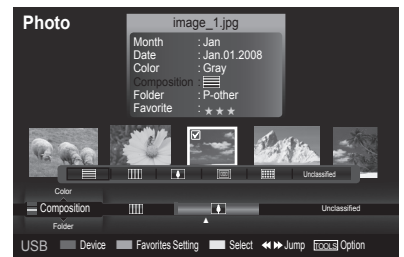 Photo
image_1.jpg
Month : Jan
Date : Jan.01.2008
Color : Gray
Composition :
Folder : P-other
Favorite : ★ ★ ★
Unclassified
Color
Composition
Unclassified
Folder
USB Device Favorites Setting Select Jump TOOLS Option